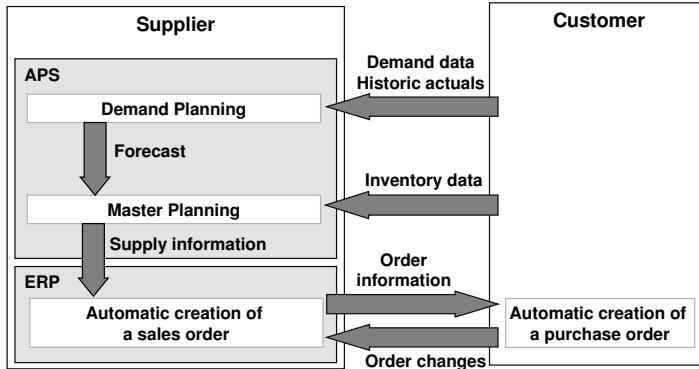 Supplier
Customer
APS
Demand data
Historic actuals
Demand Planning
Forecast
Inventory data
Master Planning
Supply information
Order
information
ERP
Automatic creation of
a sales order
Automatic creation of
a purchase order
Order changes